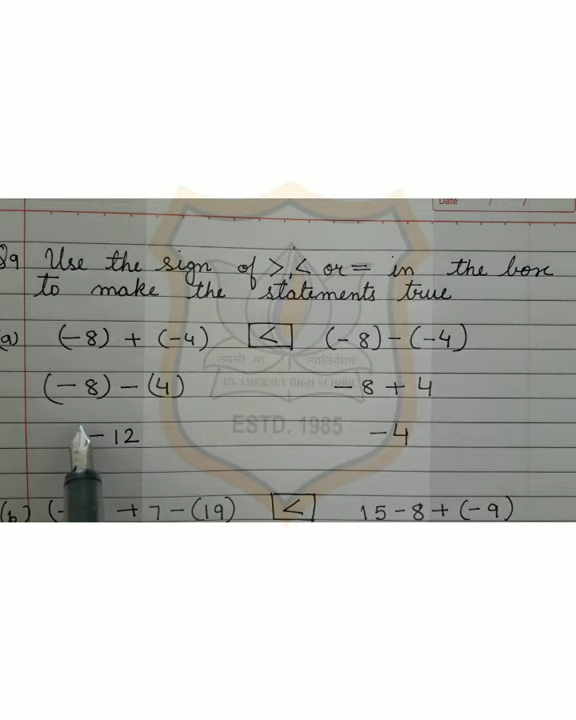 Date / /
Q9 Use the sign of >, < or = in the box
to make the statements true
(a) (-8) + (-4) < (-8) - (-4)
(-8) - (4) - 8 + 4
-12 -4
ESTD. 1985
(b) (- + 7 - (19) < 15 - 8 + (-9)